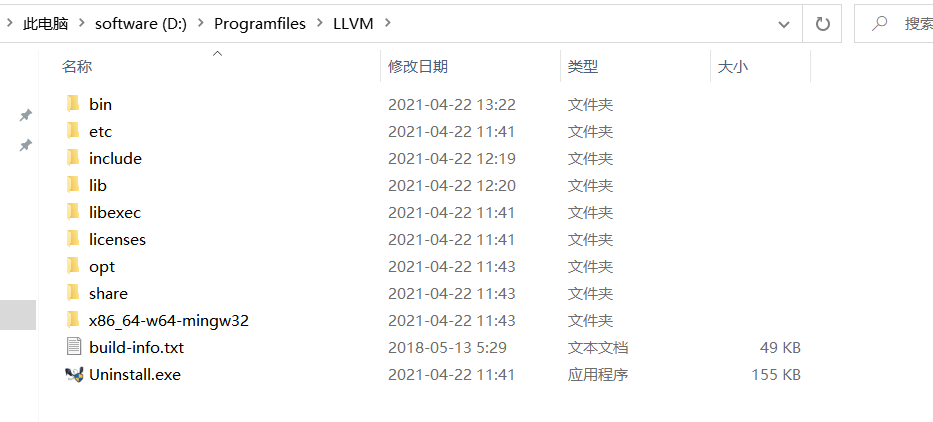 此电脑 software (D:) Programfiles LLVM 搜索
名称 修改日期 类型 大小
bin 2021-04-22 13:22 文件夹
etc 2021-04-22 11:41 文件夹
include 2021-04-22 12:19 文件夹
lib 2021-04-22 12:20 文件夹
libexec 2021-04-22 11:41 文件夹
licenses 2021-04-22 11:41 文件夹
opt 2021-04-22 11:43 文件夹
share 2021-04-22 11:43 文件夹
x86_64-w64-mingw32 2021-04-22 11:43 文件夹
build-info.txt 2018-05-13 5:29 文本文档 49 KB
Uninstall.exe 2021-04-22 11:41 应用程序 155 KB